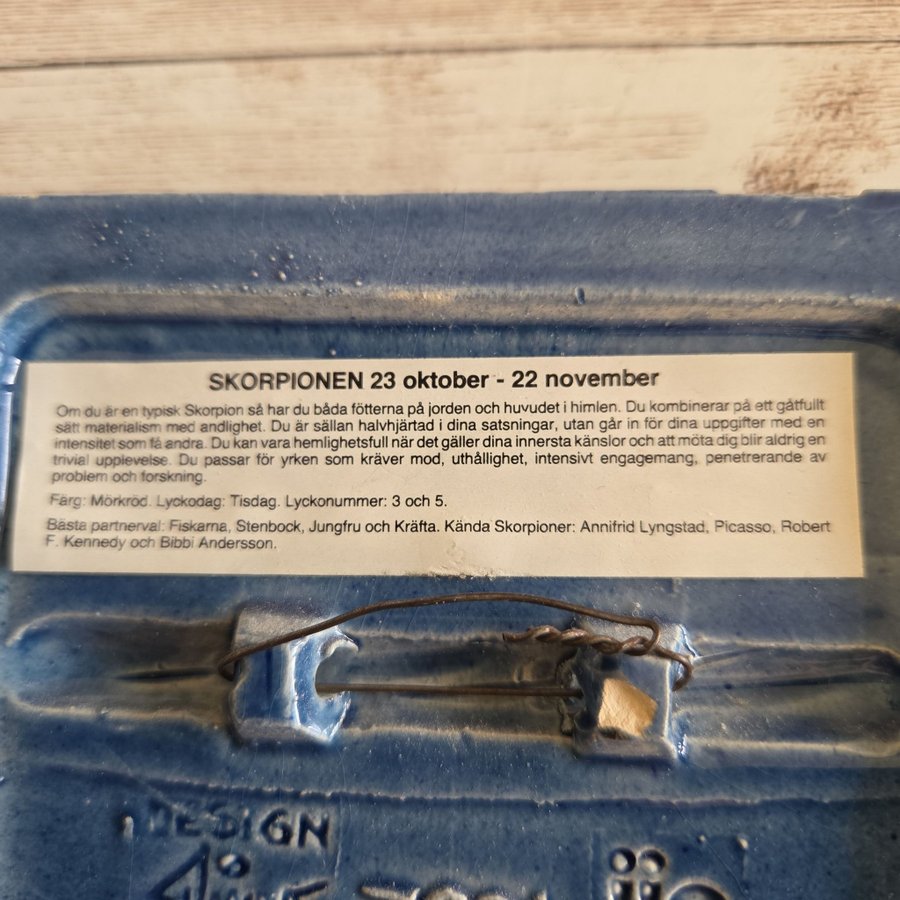 SKORPIONEN 23 oktober - 22 november
Om du är en typisk Skorpion så har du båda fötterna på jorden och huvudet i himlen. Du kombinerar på ett gåtfullt
sätt materialism med andlighet. Du är sällan halvhjärtad i dina satsningar, utan går in för dina uppgifter med en
intensitet som få andra. Du kan vara hemlighetsfull när det gäller dina innersta känslor och att möta dig blir aldrig en
trivial upplevelse. Du passar för yrken som kräver mod, uthållighet, intensivt engagemang, penetrerande av
problem och forskning.
Färg: Mörkröd. Lyckodag: Tisdag. Lyckonummer: 3 och 5.
Bästa partnerval: Fiskarna, Stenbock, Jungfru och Kräfta. Kända Skorpioner: Annifrid Lyngstad, Picasso, Robert
F. Kennedy och Bibbi Andersson.
DESIGN